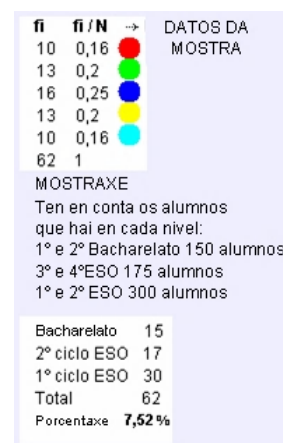 fi fi/N --> DATOS DA
10 0,16 MOSTRA
13 0,2
16 0,25
13 0,2
10 0,16
62 1
MOSTRAXE
Ten en conta os alumnos
que hai en cada nivel:
1º e 2º Bacharelato 150 alumnos
3º e 4ºESO 175 alumnos
1º e 2º ESO 300 alumnos
Bacharelato 15
2º ciclo ESO 17
1º ciclo ESO 30
Total 62
Porcentaxe 7,52 %